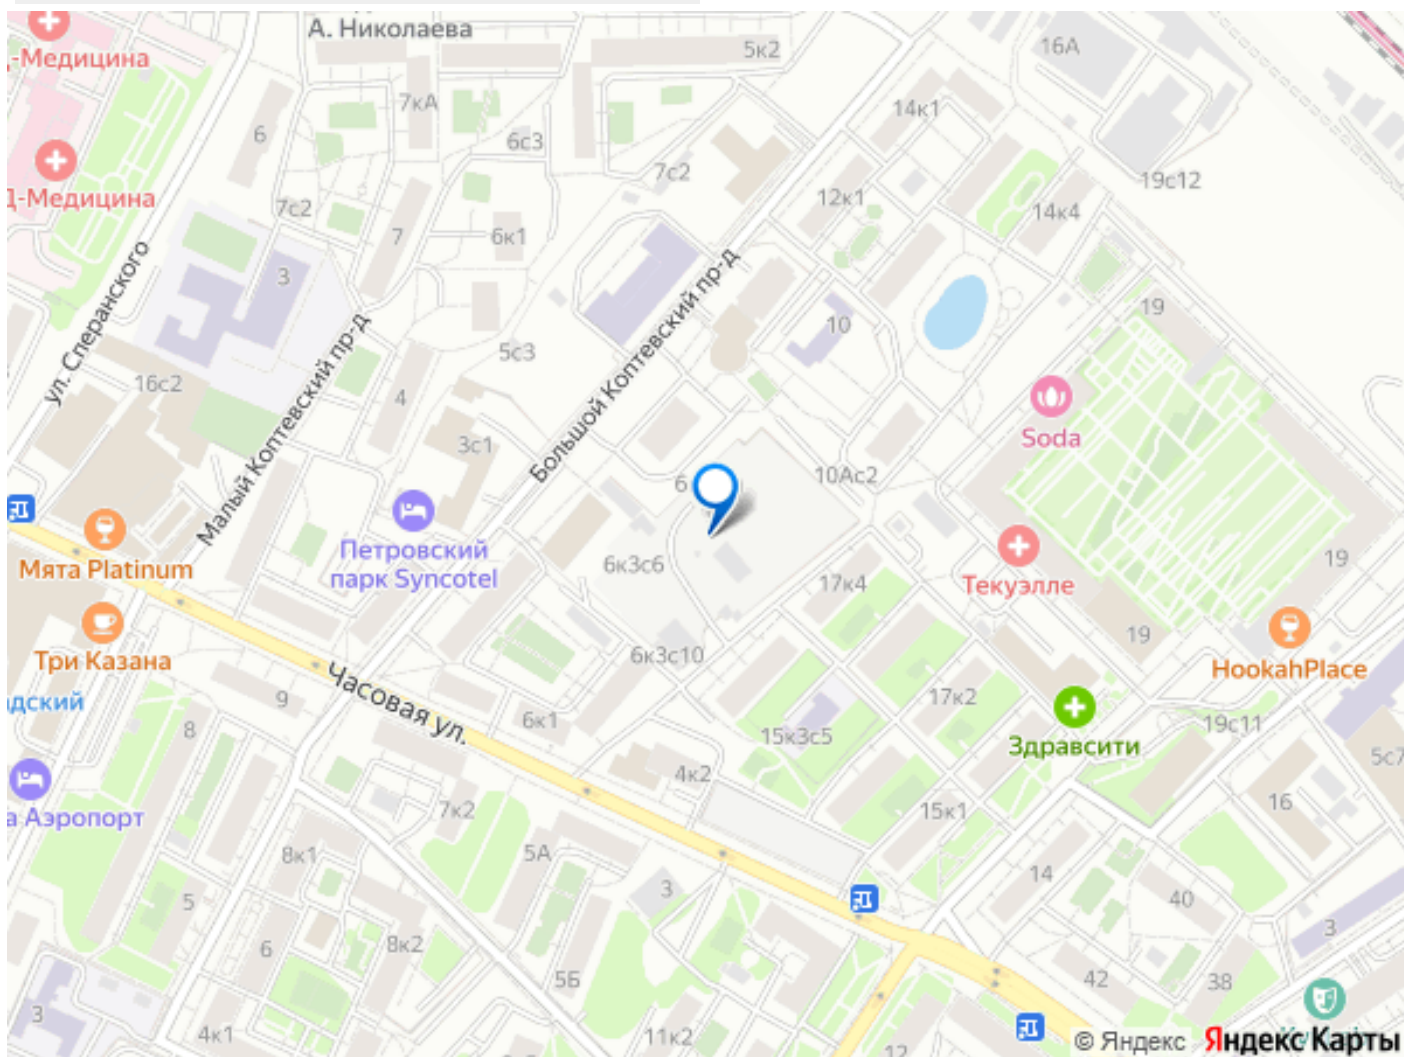 А. Николаева
5к2
16А
Д-Медицина
7кА
14к1
6
6с3
7с2
19с12
Д-Медицина
7с2
12к1
14к4
7
6к1
3
ул. Сперанского
Большой Коптевский пр-д
19
10
5с3
Малый Коптевский пр-д
16с2
4
Soda
3с1
6
10Ас2
Петровский
парк Syncotel
Мята Platinum
6к3с6
17к4
Текуэлле
19
Три Казана
6к3с10
19
HookahPlace
дский
9
Часовая ул.
17к2
8
6к1
15к3с5
Здравсити
19с11
5с7
4к2
16
а Аэропорт
7к2
15к1
8к1
5А
14
3
40
5
3
6
8к2
5Б
42
38
3
4к1
11к2
12
© Яндекс Яндекс Карты